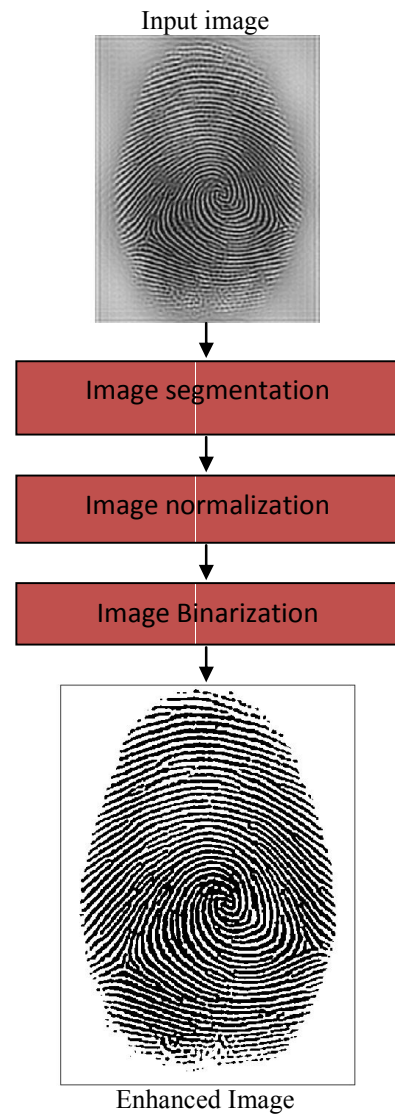 Input image
Image segmentation
Image normalization
Image Binarization
Enhanced Image